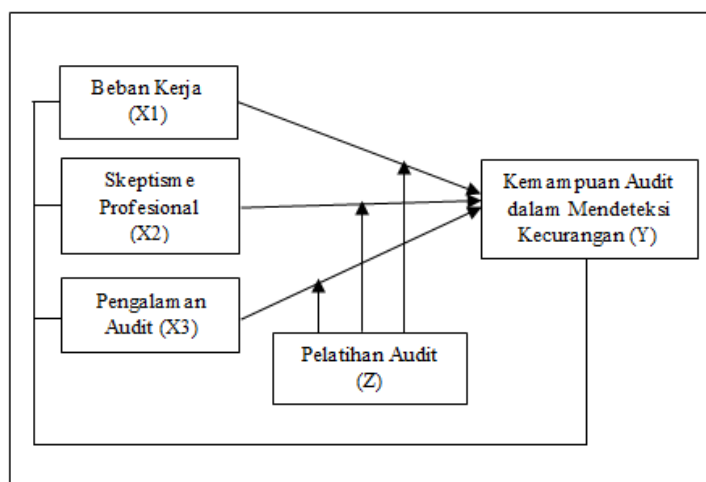 Beban Kerja
(X1)
Skeptisme
Profesional
(X2)
Pengalaman
Audit (X3)
Kemampuan Audit
dalam Mendeteksi
Kecurangan (Y)
Pelatihan Audit
(Z)